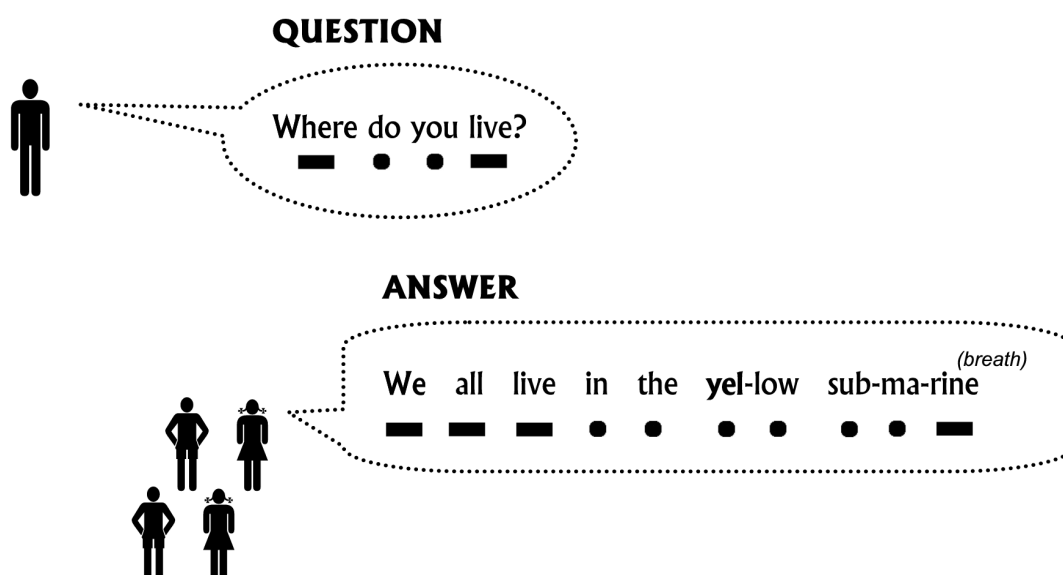 QUESTION
Where do you live?
ANSWER
(breath)
We all live in the yel-low sub-ma-rine